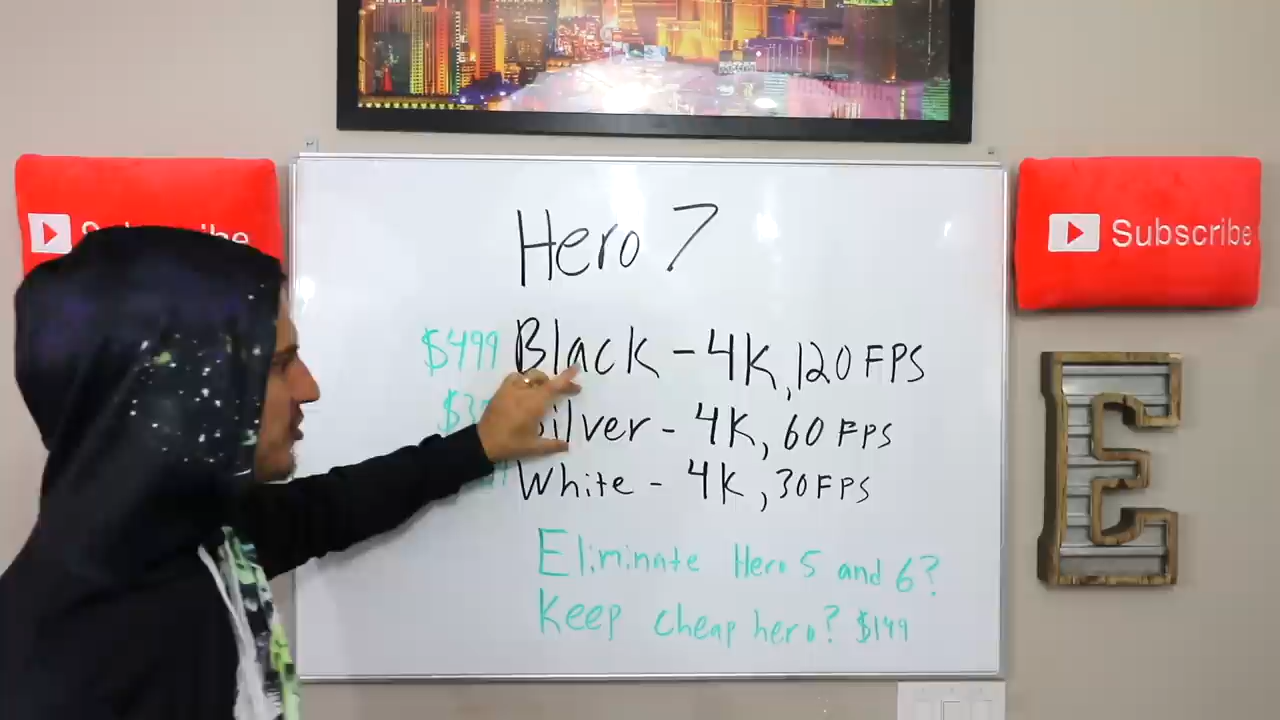 Subscribe
Subscribe
Hero 7
$499 Black - 4K, 120 FPS
Silver - 4K, 60 FPS
White - 4K, 30 FPS
Eliminate Hero 5 and 6?
Keep cheap hero? $149
E